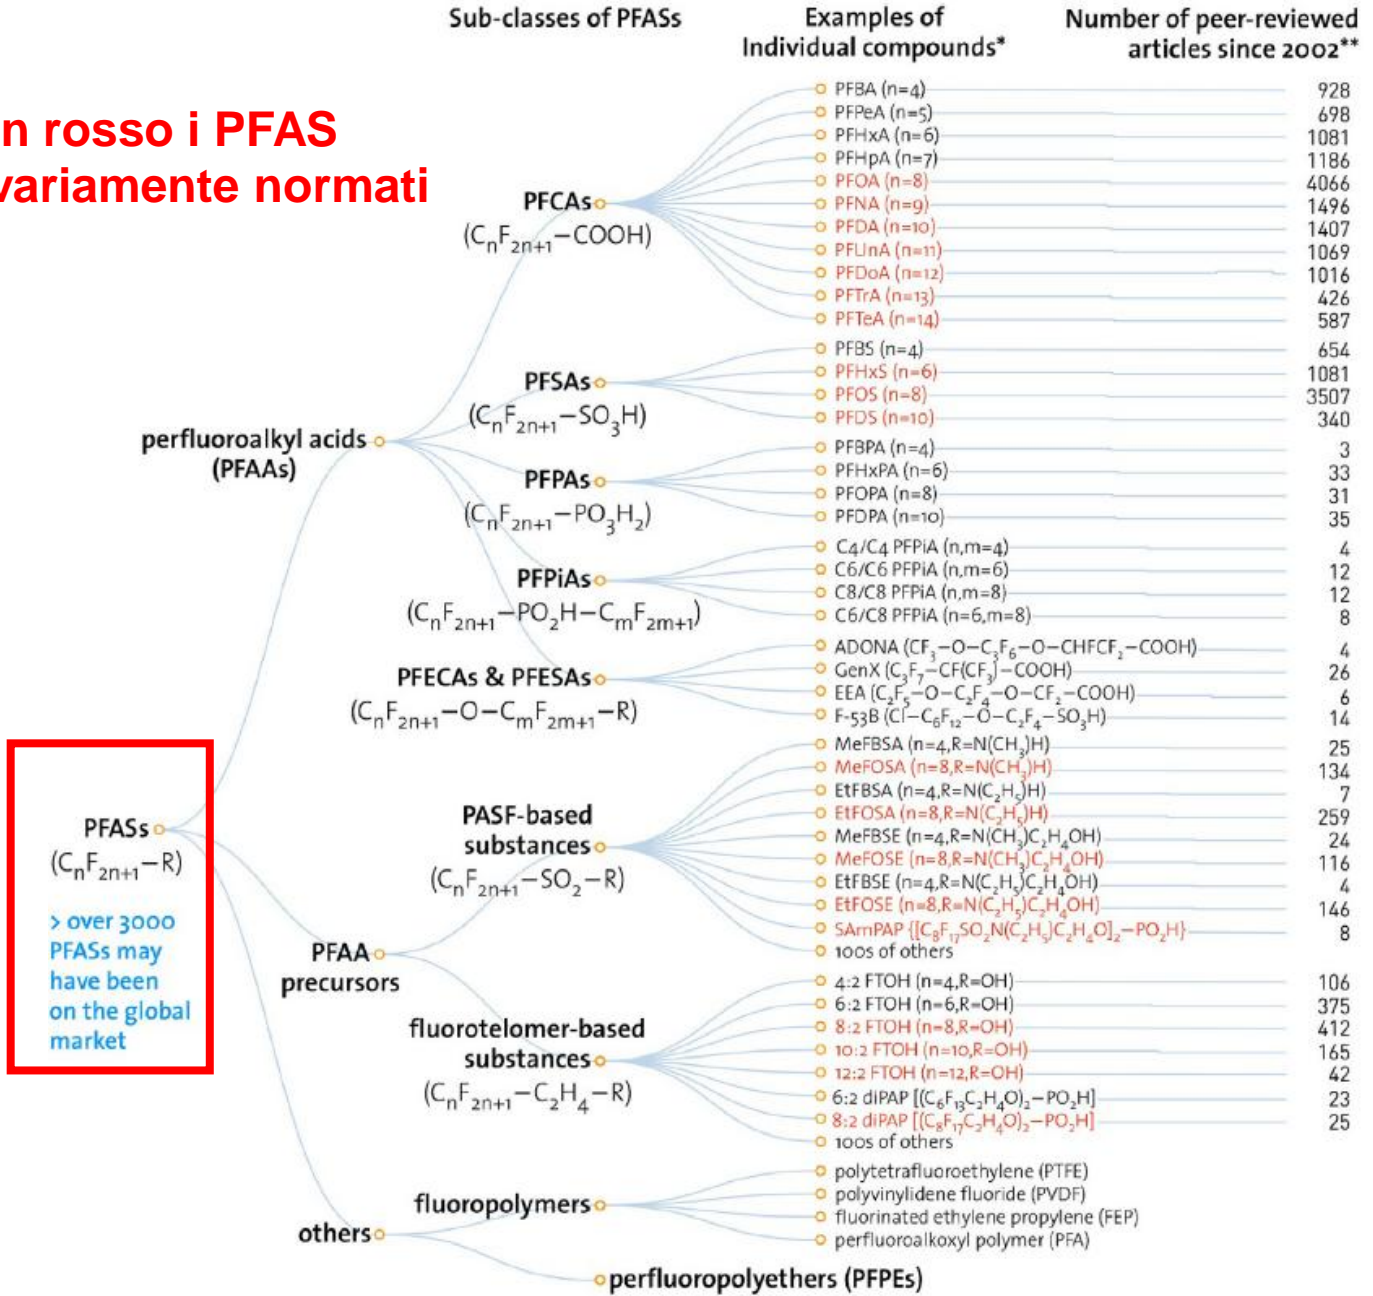 Sub-classes of PFASs
Examples of
Individual compounds*
Number of peer-reviewed
articles since 2002**
n rosso i PFAS
variamente normati
PFASs
(CₙF₂ₙ₊₁–R)
> over 3000
PFASs may
have been
on the global
market
perfluoroalkyl acids
(PFAAs)
PFCAs
(CₙF₂ₙ₊₁–COOH)
PFBA (n=4) 928
PFPeA (n=5) 698
PFHxA (n=6) 1081
PFHpA (n=7) 1186
PFOA (n=8) 4066
PFNA (n=9) 1496
PFDA (n=10) 1407
PFUnA (n=11) 1069
PFDoA (n=12) 1016
PFTrA (n=13) 426
PFTeA (n=14) 587
PFSAs
(CₙF₂ₙ₊₁–SO₃H)
PFBS (n=4) 654
PFHxS (n=6) 1081
PFOS (n=8) 3507
PFDS (n=10) 340
PFPAs
(CₙF₂ₙ₊₁–PO₃H₂)
PFBPA (n=4) 3
PFHxPA (n=6) 33
PFOPA (n=8) 31
PFDPA (n=10) 35
PFPiAs
(CₙF₂ₙ₊₁–PO₂H–CₘF₂ₘ₊₁)
C4/C4 PFPiA (n,m=4) 4
C6/C6 PFPiA (n,m=6) 12
C8/C8 PFPiA (n,m=8) 12
C6/C8 PFPiA (n=6,m=8) 8
PFECAs & PFESAs
(CₙF₂ₙ₊₁–O–CₘF₂ₘ₊₁–R)
ADONA (CF₃–O–C₃F₆–O–CHFCF₂–COOH) 4
GenX (C₃F₇–CF(CF₃)–COOH) 26
EEA (C₂F₅–O–C₂F₄–O–CF₂–COOH) 6
F-53B (Cl–C₆F₁₂–O–C₂F₄–SO₃H) 14
PFAA
precursors
PASF-based
substances
(CₙF₂ₙ₊₁–SO₂–R)
MeFBSA (n=4,R=N(CH₃)H) 25
MeFOSA (n=8,R=N(CH₃)H) 134
EtFBSA (n=4,R=N(C₂H₅)H) 7
EtFOSA (n=8,R=N(C₂H₅)H) 259
MeFBSE (n=4,R=N(CH₃)C₂H₄OH) 24
MeFOSE (n=8,R=N(CH₃)C₂H₄OH) 116
EtFBSE (n=4,R=N(C₂H₅)C₂H₄OH) 4
EtFOSE (n=8,R=N(C₂H₅)C₂H₄OH) 146
SAmPAP {[C₈F₁₇SO₂N(C₂H₅)C₂H₄O]₂–PO₂H} 8
100s of others
fluorotelomer-based
substances
(CₙF₂ₙ₊₁–C₂H₄–R)
4:2 FTOH (n=4,R=OH) 106
6:2 FTOH (n=6,R=OH) 375
8:2 FTOH (n=8,R=OH) 412
10:2 FTOH (n=10,R=OH) 165
12:2 FTOH (n=12,R=OH) 42
6:2 diPAP [(C₆F₁₃C₂H₄O)₂–PO₂H] 23
8:2 diPAP [(C₈F₁₇C₂H₄O)₂–PO₂H] 25
100s of others
others
fluoropolymers
polytetrafluoroethylene (PTFE)
polyvinylidene fluoride (PVDF)
fluorinated ethylene propylene (FEP)
perfluoroalkoxyl polymer (PFA)
perfluoropolyethers (PFPEs)